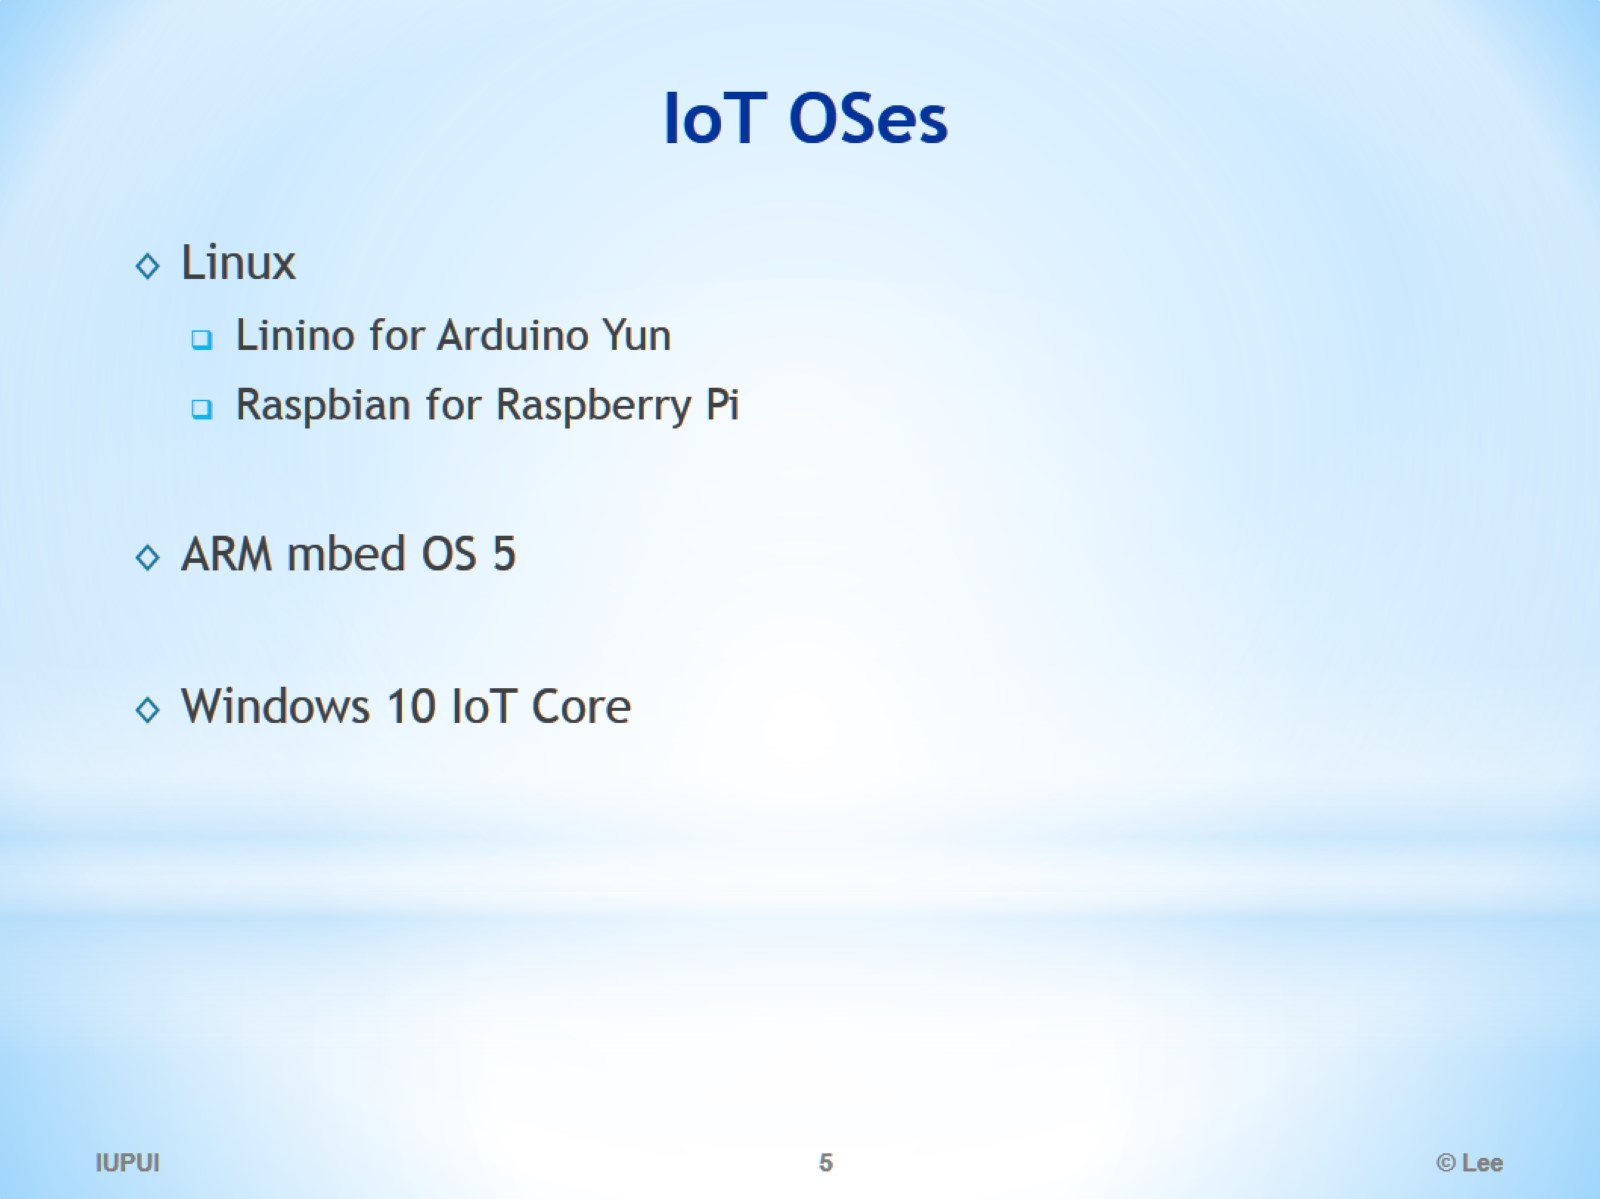 IoT OSes
Linux
Linino for Arduino Yun
Raspbian for Raspberry Pi
ARM mbed OS 5
Windows 10 IoT Core
IUPUI
5
© Lee